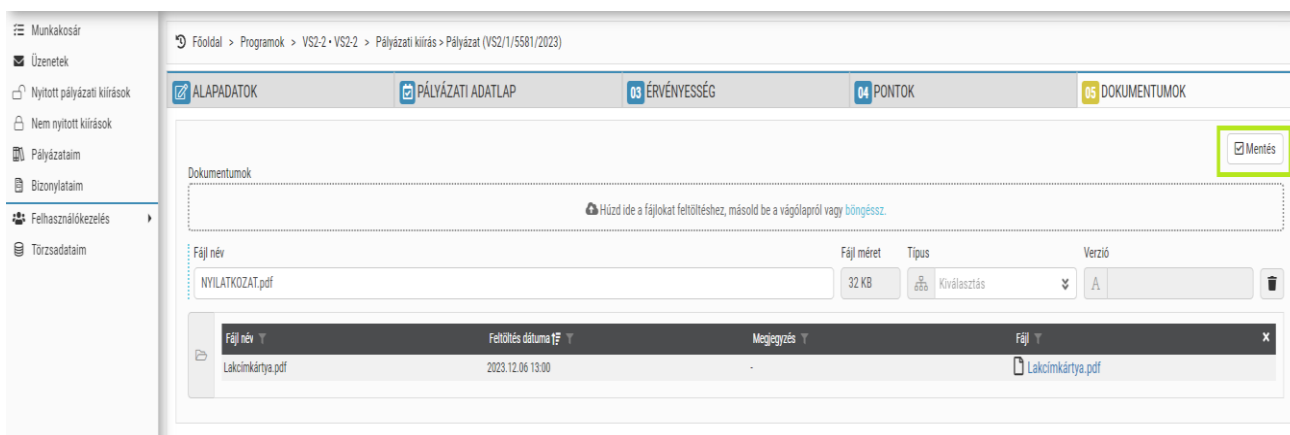 Munkakosár
Üzenetek
Nyitott pályázati kiírások
Nem nyitott kiírások
Pályázataim
Bizonylataim
Felhasználókezelés
Törzsadataim
Főoldal > Programok > VS2-2 • VS2-2 > Pályázati kiírás > Pályázat (VS2/1/5581/2023)
ALAPADATOK PÁLYÁZATI ADATLAP 03 ÉRVÉNYESSÉG 04 PONTOK 05 DOKUMENTUMOK
Mentés
Dokumentumok
Húzd ide a fájlokat feltöltéshez, másold be a vágólapról vagy böngéssz.
Fájl név Fájl méret Típus Verzió
NYILATKOZAT.pdf 32 KB Kiválasztás A
Fájl név Feltöltés dátuma Megjegyzés Fájl x
Lakcímkártya.pdf 2023.12.06 13:00 - Lakcímkártya.pdf